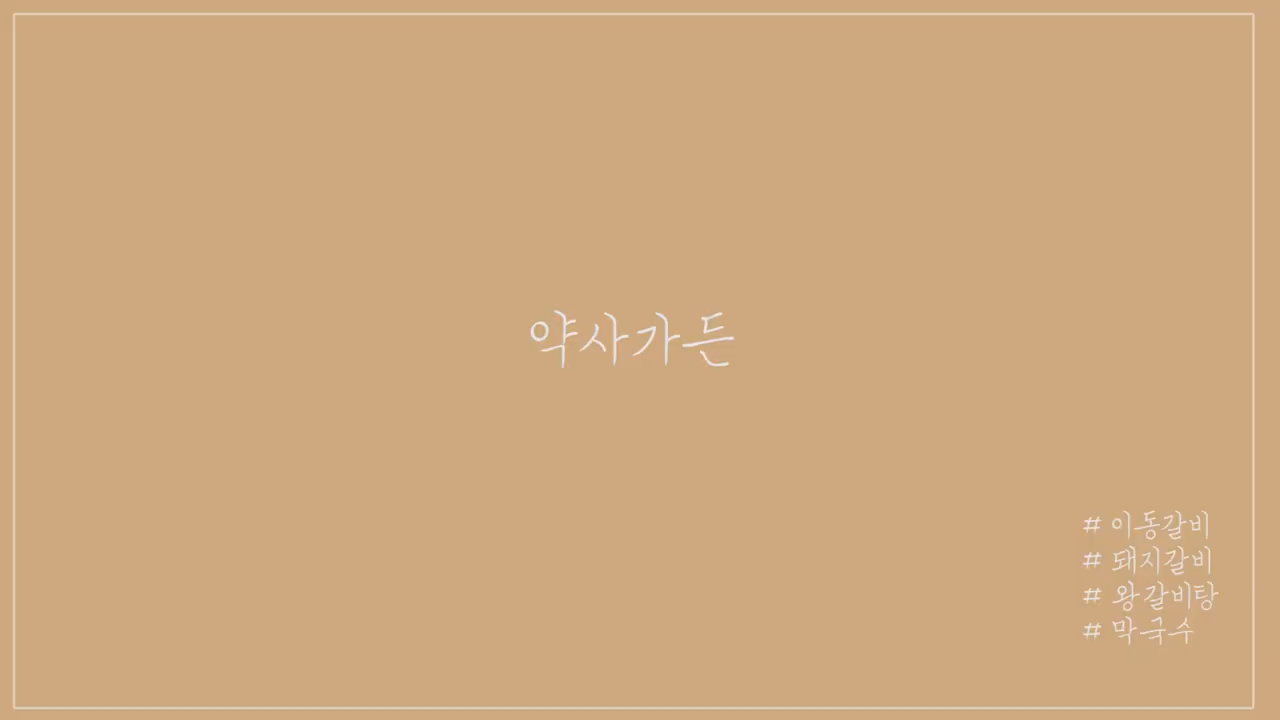 약사가든
# 이동갈비
# 돼지갈비
# 왕갈비탕
# 막국수